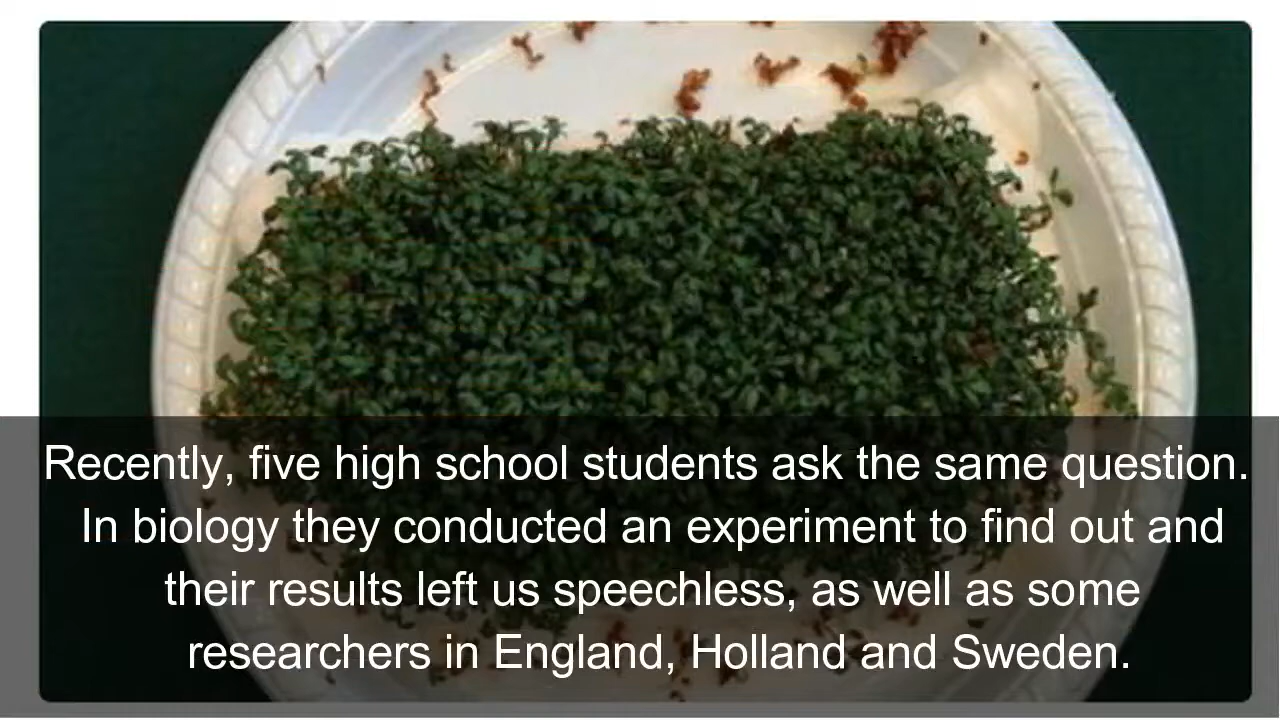 Recently, five high school students ask the same question.
In biology they conducted an experiment to find out and
their results left us speechless, as well as some
researchers in England, Holland and Sweden.